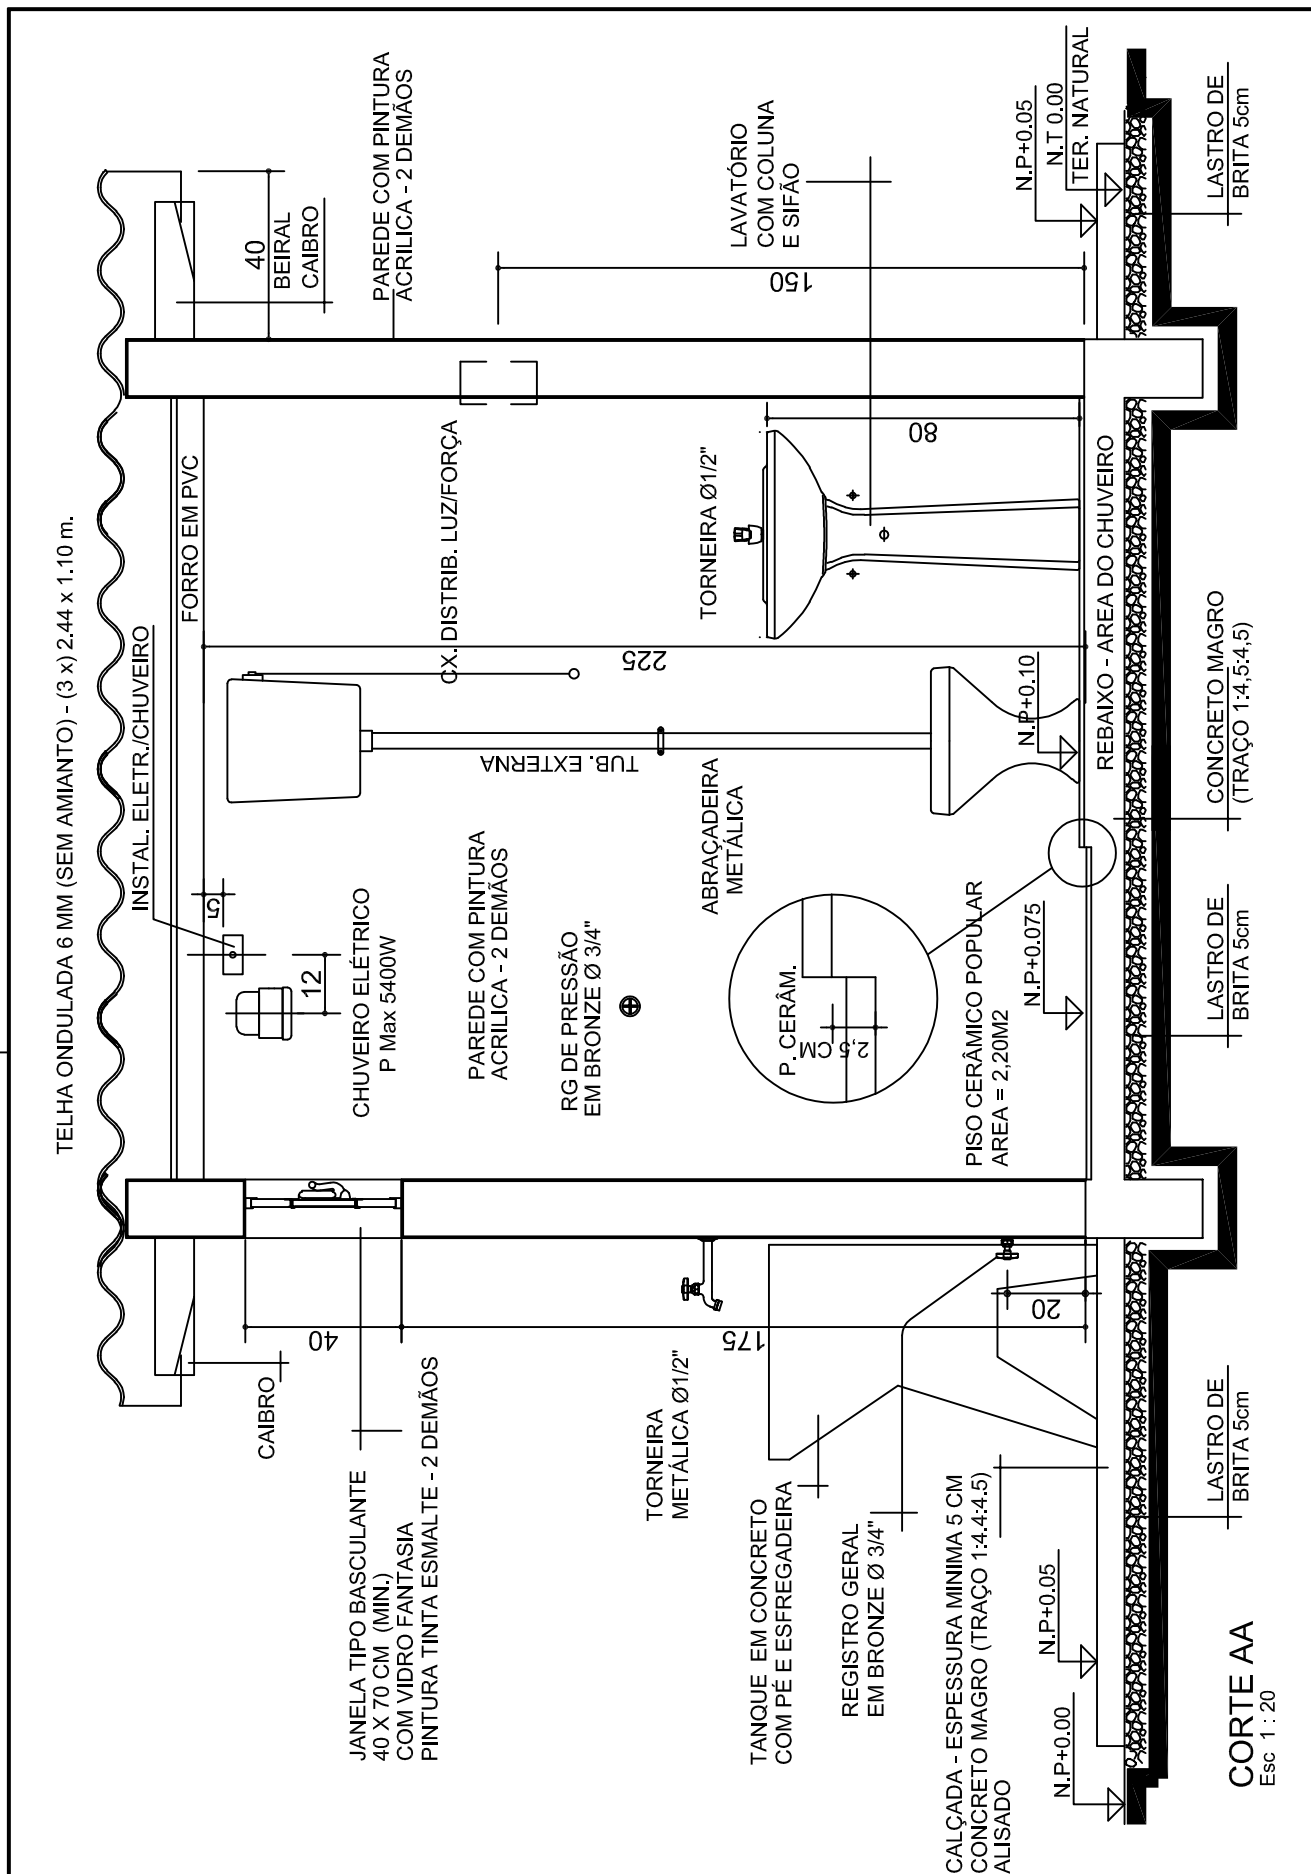 TELHA ONDULADA 6 MM (SEM AMIANTO) - (3 x) 2.44 x 1.10 m.
INSTAL. ELETR./CHUVEIRO
FORRO EM PVC
40
BEIRAL
CAIBRO
PAREDE COM PINTURA
ACRILICA - 2 DEMÃOS
CAIBRO
40
JANELA TIPO BASCULANTE
40 X 70 CM (MIN.)
COM VIDRO FANTASIA
PINTURA TINTA ESMALTE - 2 DEMÃOS
5
12
CHUVEIRO ELÉTRICO
P Max 5400W
PAREDE COM PINTURA
ACRILICA - 2 DEMÃOS
RG DE PRESSÃO
EM BRONZE Ø 3/4"
TUB. EXTERNA
CX. DISTRIB. LUZ/FORÇA
225
ABRAÇADEIRA
METÁLICA
TORNEIRA Ø1/2"
LAVATÓRIO
COM COLUNA
E SIFÃO
150
80
175
TORNEIRA
METÁLICA Ø1/2"
TANQUE EM CONCRETO
COM PÉ E ESFREGADEIRA
REGISTRO GERAL
EM BRONZE Ø 3/4"
20
P. CERÂM.
2,5 CM
PISO CERÂMICO POPULAR
AREA = 2,20M2
N.P+0.075
N.P+0.10
REBAIXO - AREA DO CHUVEIRO
N.P+0.05
N.T 0.00
TER. NATURAL
CALÇADA - ESPESSURA MINIMA 5 CM
CONCRETO MAGRO (TRAÇO 1:4.4:4.5)
ALISADO
N.P+0.00
N.P+0.05
LASTRO DE
BRITA 5cm
LASTRO DE
BRITA 5cm
CONCRETO MAGRO
(TRAÇO 1:4,5:4,5)
LASTRO DE
BRITA 5cm
CORTE AA
Esc 1 : 20